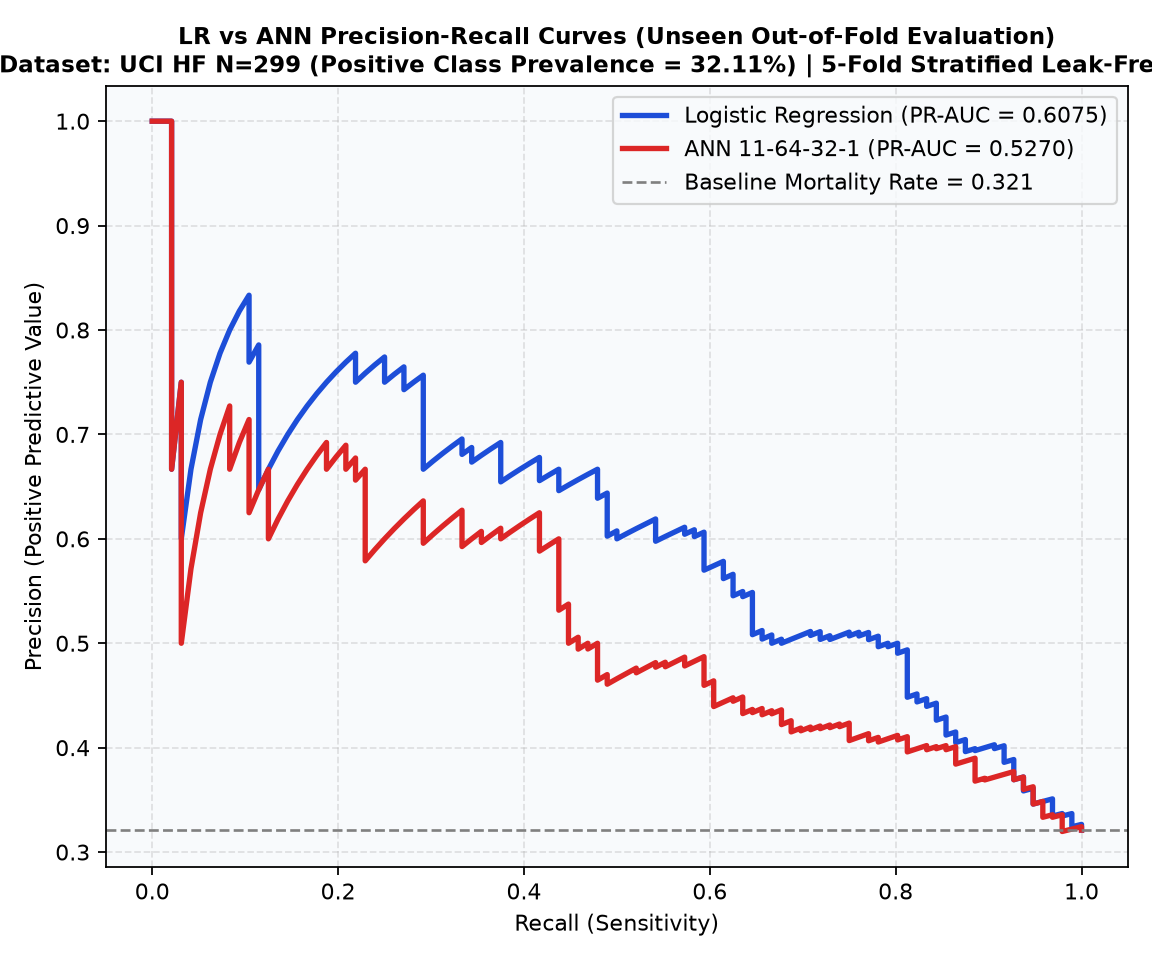 LR vs ANN Precision-Recall Curves (Unseen Out-of-Fold Evaluation)
Dataset: UCI HF N=299 (Positive Class Prevalence = 32.11%) | 5-Fold Stratified Leak-Fre
Logistic Regression (PR-AUC = 0.6075)
ANN 11-64-32-1 (PR-AUC = 0.5270)
Baseline Mortality Rate = 0.321
Precision (Positive Predictive Value)
1.0
0.9
0.8
0.7
0.6
0.5
0.4
0.3
0.0 0.2 0.4 0.6 0.8 1.0
Recall (Sensitivity)